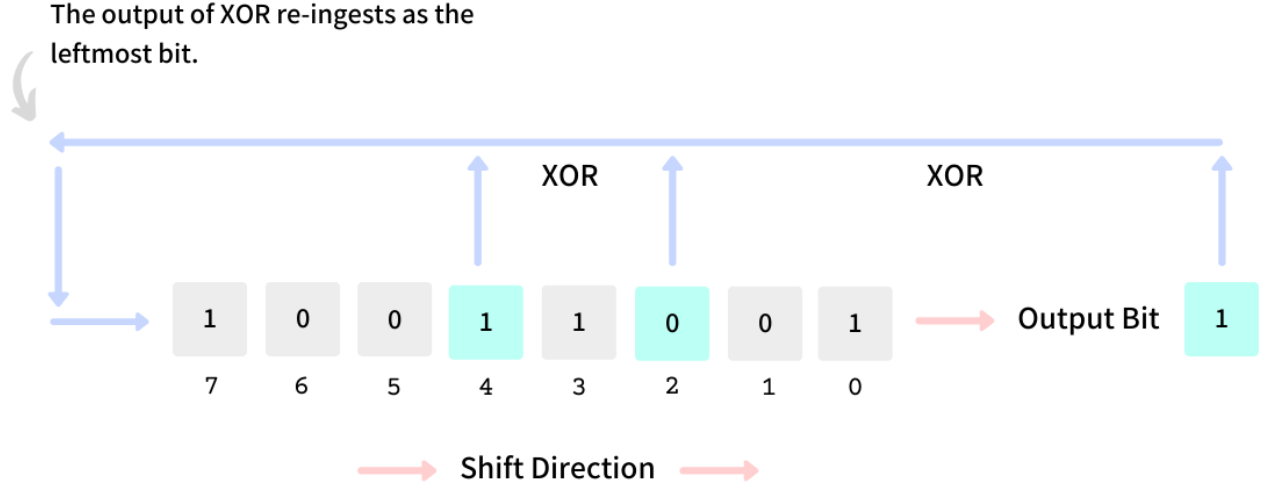 The output of XOR re-ingests as the
leftmost bit.
XOR XOR
1 0 0 1 1 0 0 1 Output Bit 1
7 6 5 4 3 2 1 0
Shift Direction